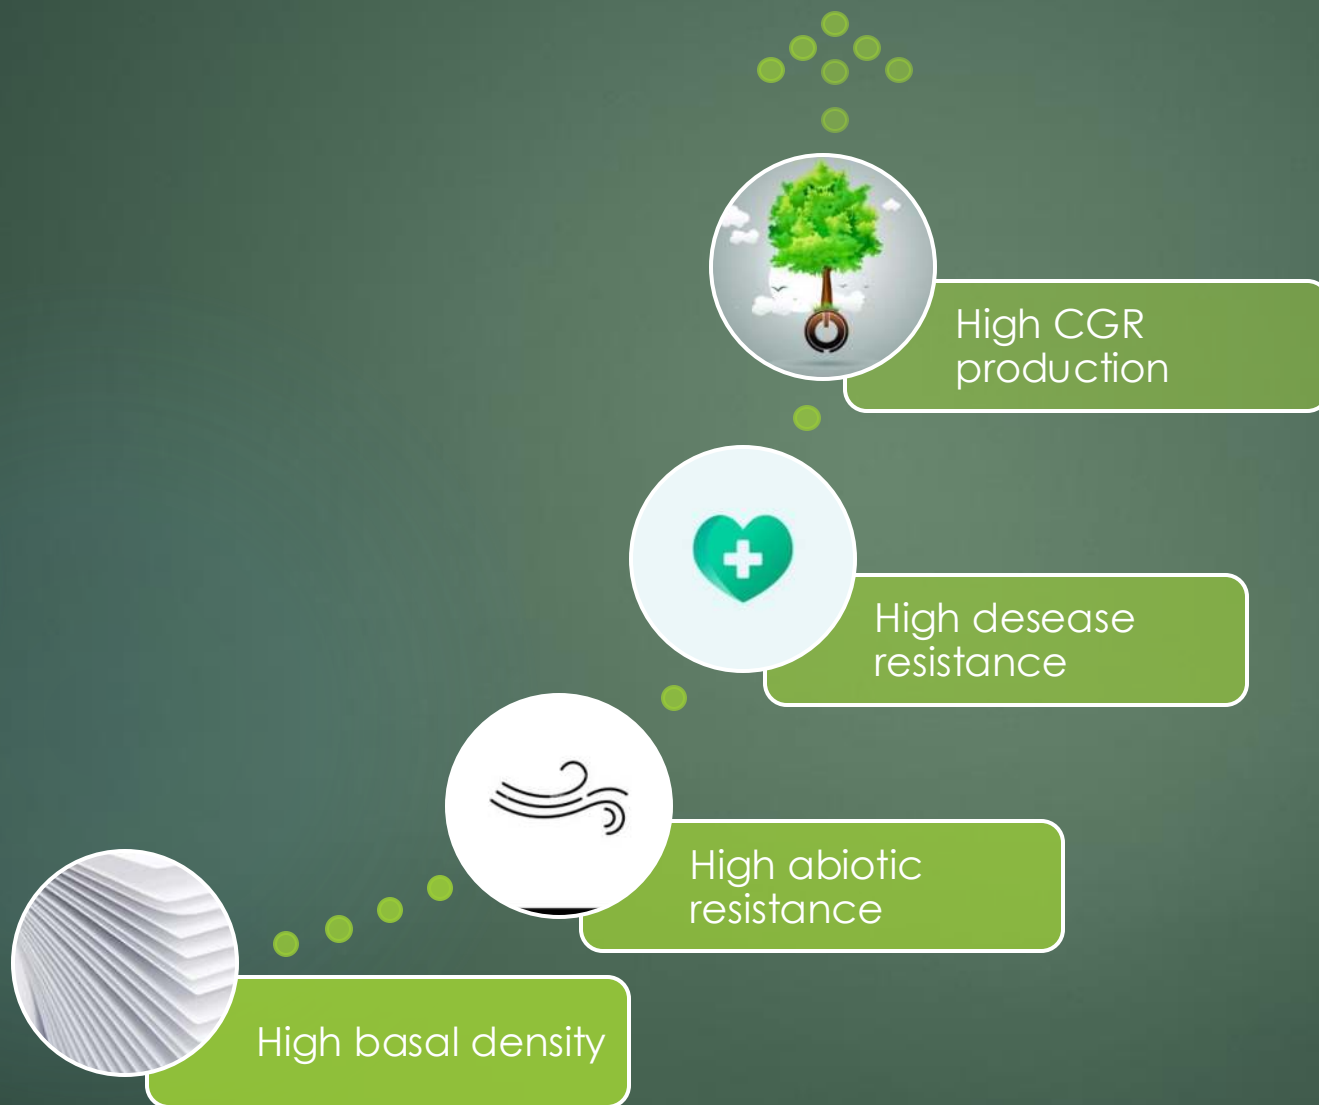 High CGR
production
High desease
resistance
High abiotic
resistance
High basal density